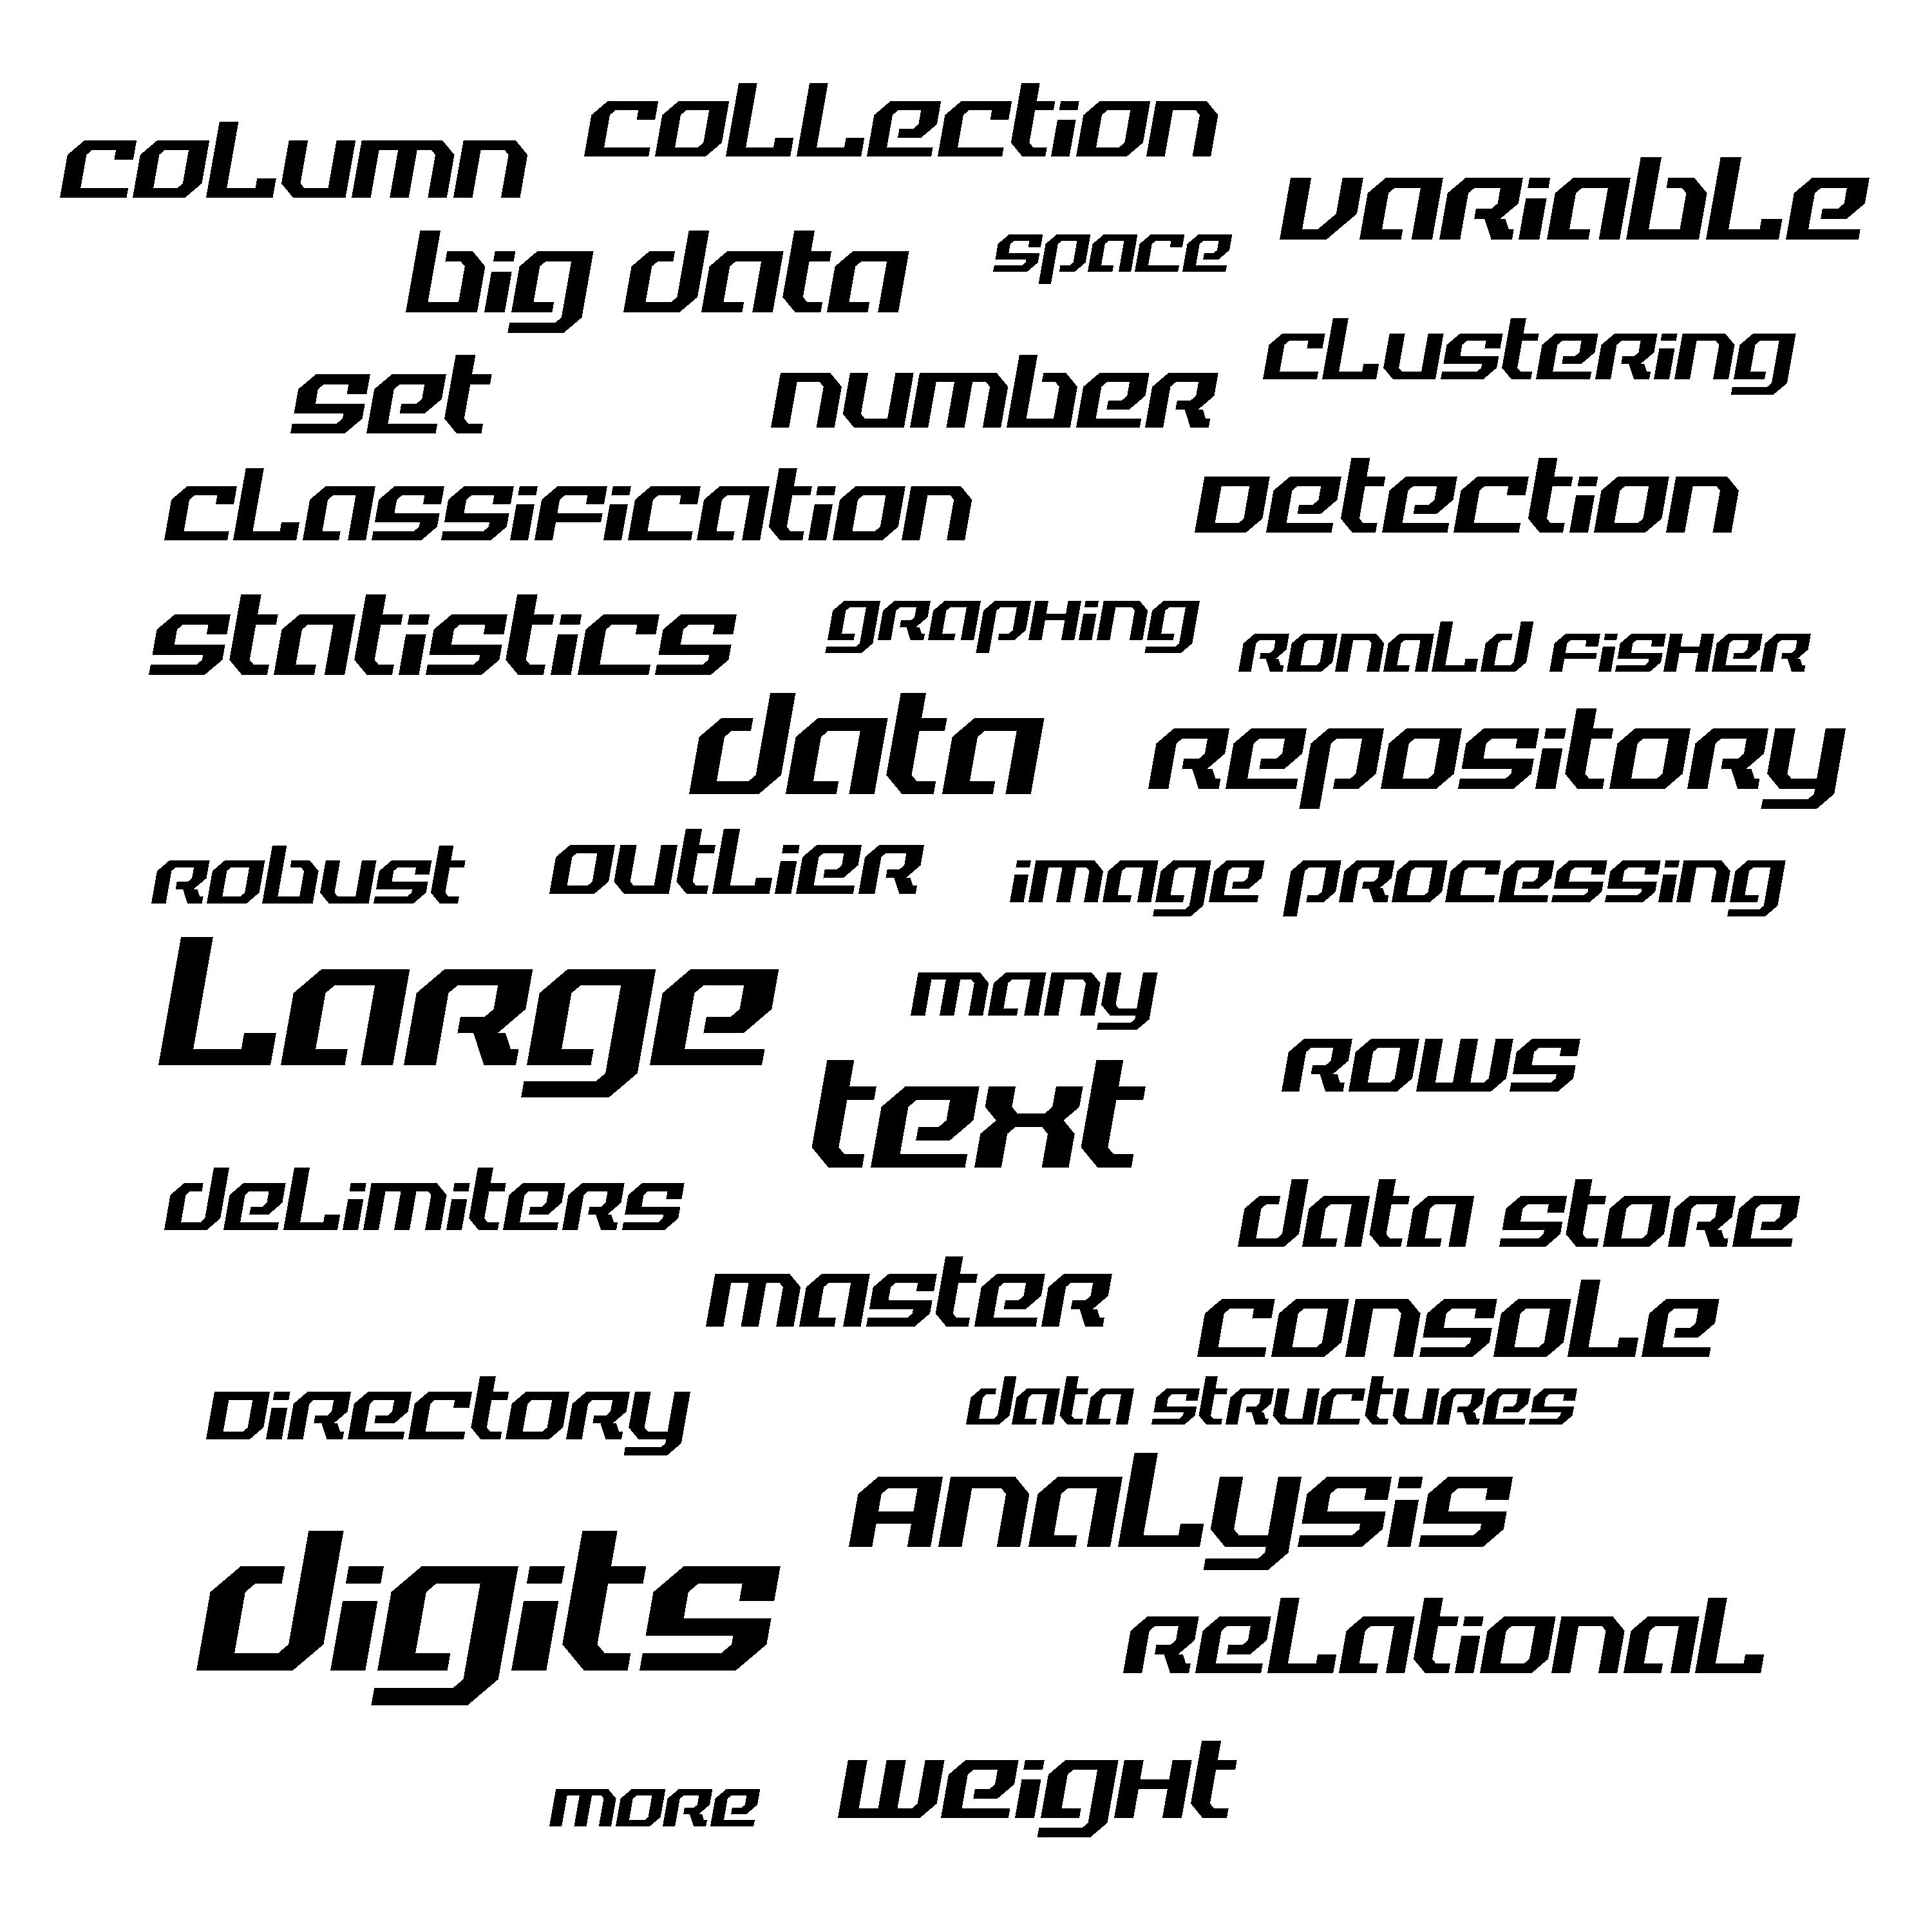 collection
column
variable
big data
space
clustering
set
number
classification
Detection
statistics
graphing
Ronald Fisher
data
Repository
Robust
Outlier
image processing
Large
many
Rows
text
delimiters
data store
master
console
Directory
data structures
Analysis
digits
Relational
weight
more